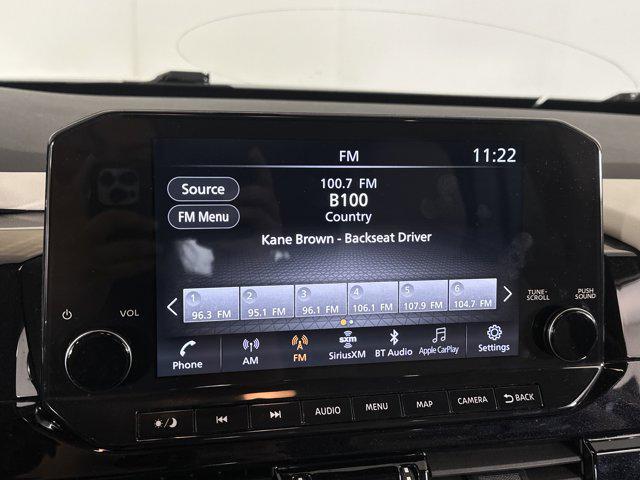 FM
11:22
Source
FM Menu
100.7 FM
B100
Country
Kane Brown - Backseat Driver
1
96.3 FM
2
95.1 FM
3
96.1 FM
4
106.1 FM
5
107.9 FM
6
104.7 FM
Phone
AM
FM
sxm
SiriusXM
BT Audio
Apple CarPlay
Settings
VOL
TUNE-
SCROLL
PUSH
SOUND
AUDIO
MENU
MAP
CAMERA
BACK